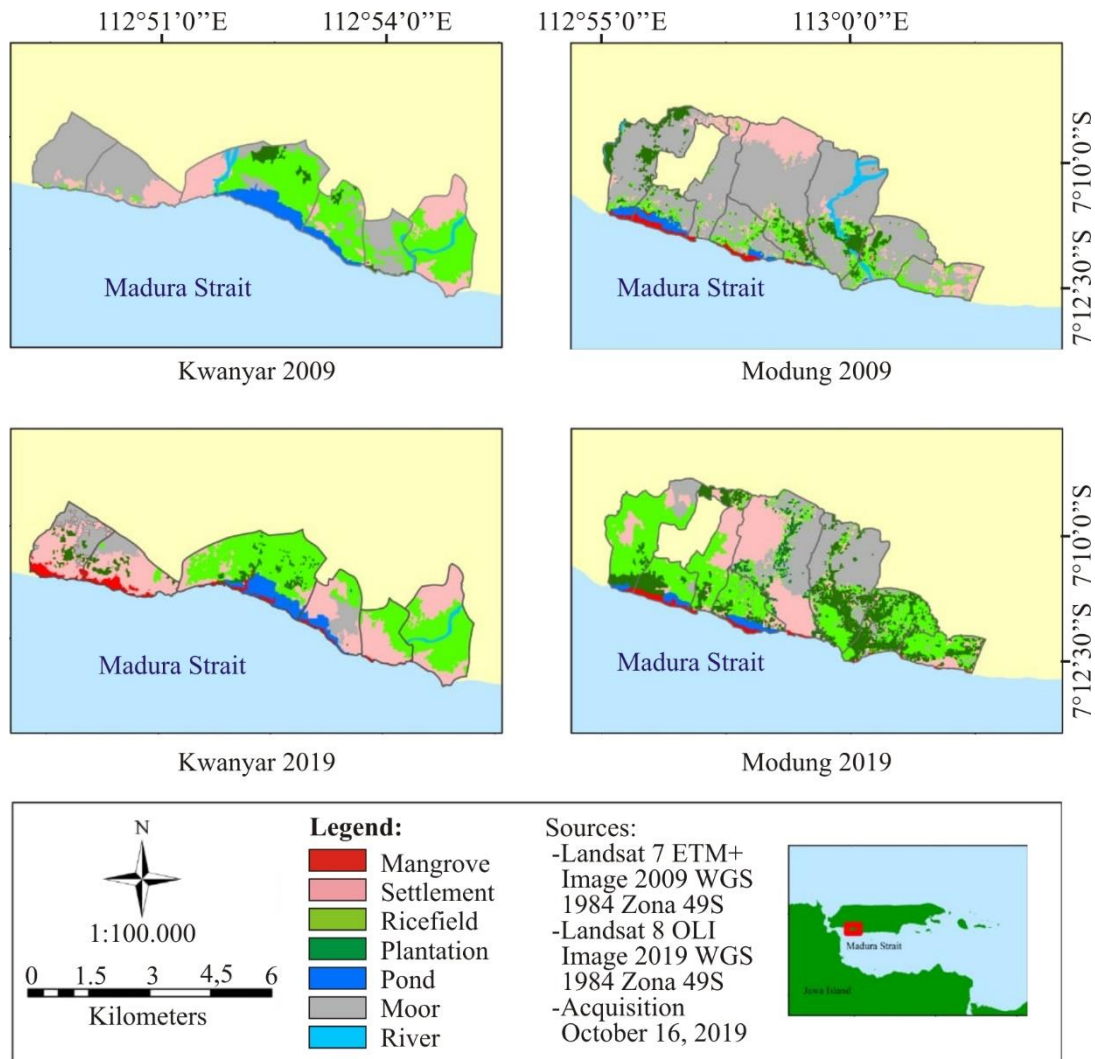 112°51’0’’E
112°54’0’’E
112°55’0’’E
113°0’0’’E
Madura Strait
Kwanyar 2009
Madura Strait
Modung 2009
7°10’0’’S
7°12’30’’S
Madura Strait
Kwanyar 2019
Madura Strait
Modung 2019
7°10’0’’S
7°12’30’’S
N
1:100.000
0 1.5 3 4,5 6
Kilometers
Legend:
Mangrove
Settlement
Ricefield
Plantation
Pond
Moor
River
Sources:
-Landsat 7 ETM+
Image 2009 WGS
1984 Zona 49S
-Landsat 8 OLI
Image 2019 WGS
1984 Zona 49S
-Acquisition
October 16, 2019
Madura Strait
Jawa Island